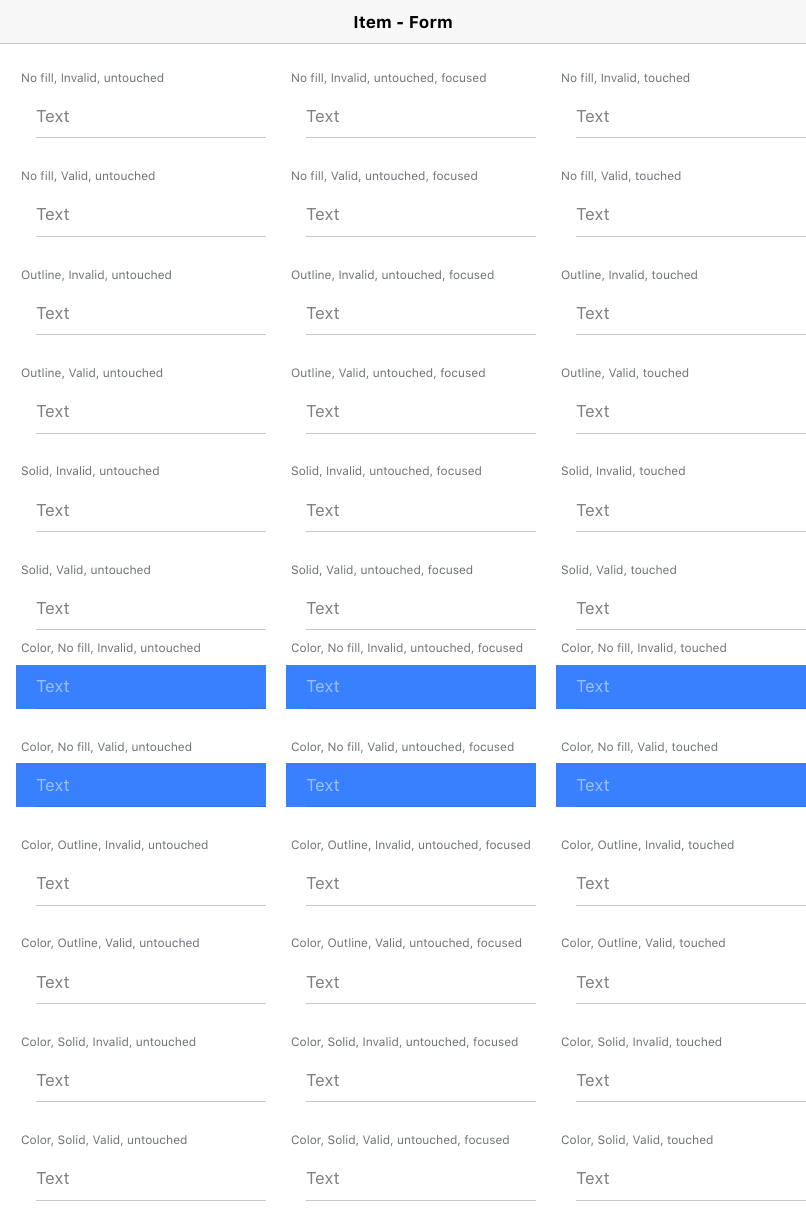 Item - Form
No fill, Invalid, untouched
No fill, Invalid, untouched, focused
No fill, Invalid, touched
Text
Text
Text
No fill, Valid, untouched
No fill, Valid, untouched, focused
No fill, Valid, touched
Text
Text
Text
Outline, Invalid, untouched
Outline, Invalid, untouched, focused
Outline, Invalid, touched
Text
Text
Text
Outline, Valid, untouched
Outline, Valid, untouched, focused
Outline, Valid, touched
Text
Text
Text
Solid, Invalid, untouched
Solid, Invalid, untouched, focused
Solid, Invalid, touched
Text
Text
Text
Solid, Valid, untouched
Solid, Valid, untouched, focused
Solid, Valid, touched
Text
Text
Text
Color, No fill, Invalid, untouched
Color, No fill, Invalid, untouched, focused
Color, No fill, Invalid, touched
Text
Text
Text
Color, No fill, Valid, untouched
Color, No fill, Valid, untouched, focused
Color, No fill, Valid, touched
Text
Text
Text
Color, Outline, Invalid, untouched
Color, Outline, Invalid, untouched, focused
Color, Outline, Invalid, touched
Text
Text
Text
Color, Outline, Valid, untouched
Color, Outline, Valid, untouched, focused
Color, Outline, Valid, touched
Text
Text
Text
Color, Solid, Invalid, untouched
Color, Solid, Invalid, untouched, focused
Color, Solid, Invalid, touched
Text
Text
Text
Color, Solid, Valid, untouched
Color, Solid, Valid, untouched, focused
Color, Solid, Valid, touched
Text
Text
Text